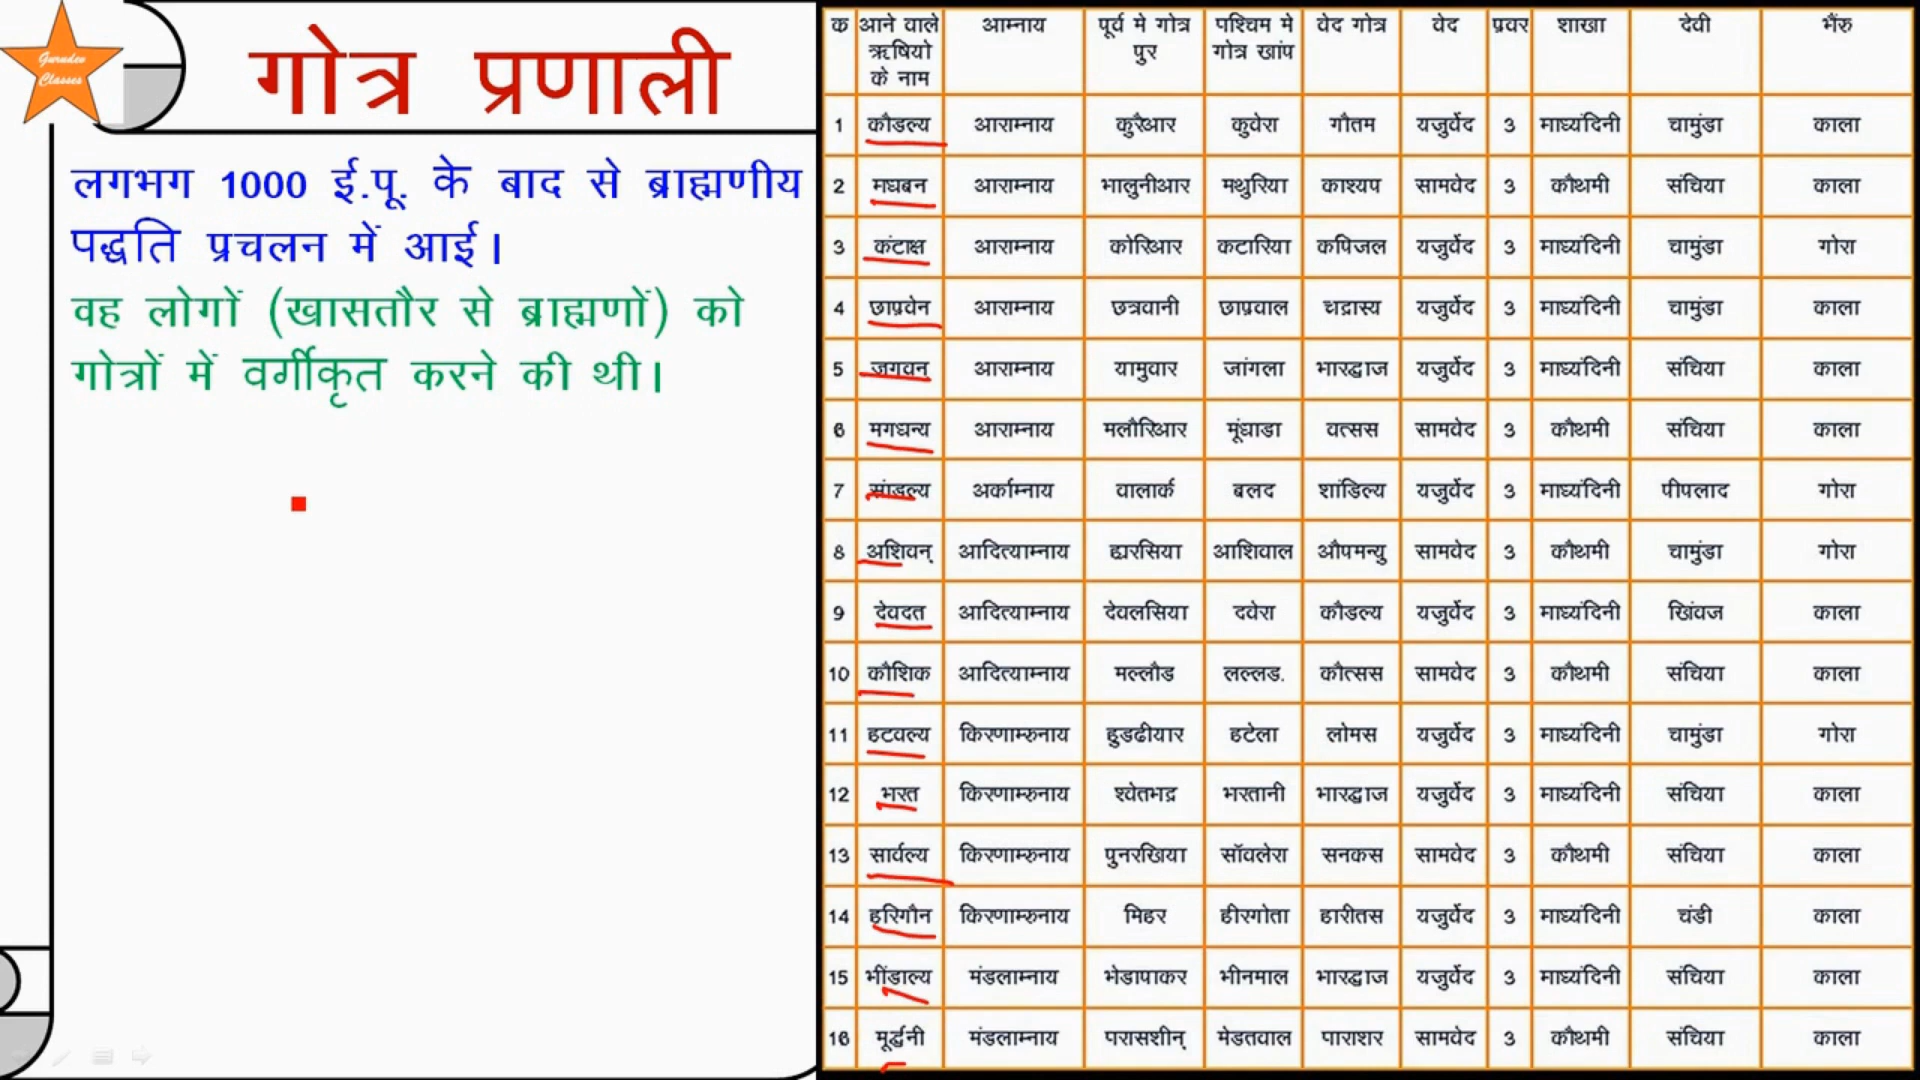 Gurudev
Classes
गोत्र प्रणाली
लगभग 1000 ई.पू. के बाद से ब्राह्मणीय
पद्धति प्रचलन में आई।
वह लोगों (खासतौर से ब्राह्मणों) को
गोत्रों में वर्गीकृत करने की थी।
क आने वाले ऋषियो के नाम आम्नाय पूर्व मे गोत्र पुर पश्चिम मे गोत्र खांप वेद गोत्र वेद प्रवर शाखा देवी भैंरु
1 कौडल्य आराम्नाय कुरैआर कुवेरा गौतम यजुर्वेद 3 माध्यंदिनी चामुंडा काला
2 मघबन आराम्नाय भालुनीआर मथुरिया काश्यप सामवेद 3 कौथमी संचिया काला
3 कंटाक्ष आराम्नाय कोरिआर कटारिया कपिजल यजुर्वेद 3 माध्यंदिनी चामुंडा गोरा
4 छाप्रवेन आराम्नाय छत्रवानी छाप्रवाल चद्रास्य यजुर्वेद 3 माध्यंदिनी चामुंडा काला
5 जगवन आराम्नाय यामुवार जांगला भारद्वाज यजुर्वेद 3 माध्यंदिनी संचिया काला
6 मगधन्य आराम्नाय मलौरिआर मूंधाडा वत्सस सामवेद 3 कौथमी संचिया काला
7 सांडल्य अर्काम्नाय वालार्क बलद शांडिल्य यजुर्वेद 3 माध्यंदिनी पीपलाद गोरा
8 अशिवन् आदित्याम्नाय ह्यरसिया आशिवाल औपमन्यु सामवेद 3 कौथमी चामुंडा गोरा
9 देवदत आदित्याम्नाय देवलसिया दवेरा कौडल्य यजुर्वेद 3 माध्यंदिनी खिंवज काला
10 कौशिक आदित्याम्नाय मल्लौड लल्लड. कौत्सस सामवेद 3 कौथमी संचिया काला
11 हटवल्य किरणाम्रुनाय हुडढीयार हटेला लोमस यजुर्वेद 3 माध्यंदिनी चामुंडा गोरा
12 भरत किरणाम्रुनाय श्वेतभद्र भरतानी भारद्वाज यजुर्वेद 3 माध्यंदिनी संचिया काला
13 सार्वल्य किरणाम्रुनाय पुनरखिया सॉवलेरा सनकस सामवेद 3 कौथमी संचिया काला
14 हरिगौन किरणाम्रुनाय मिहर हीरगोता हारीतस यजुर्वेद 3 माध्यंदिनी चंडी काला
15 भींडाल्य मंडलाम्नाय भेडापाकर भीनमाल भारद्वाज यजुर्वेद 3 माध्यंदिनी संचिया काला
16 मूर्द्धनी मंडलाम्नाय परासशीन् मेडतवाल पाराशर सामवेद 3 कौथमी संचिया काला